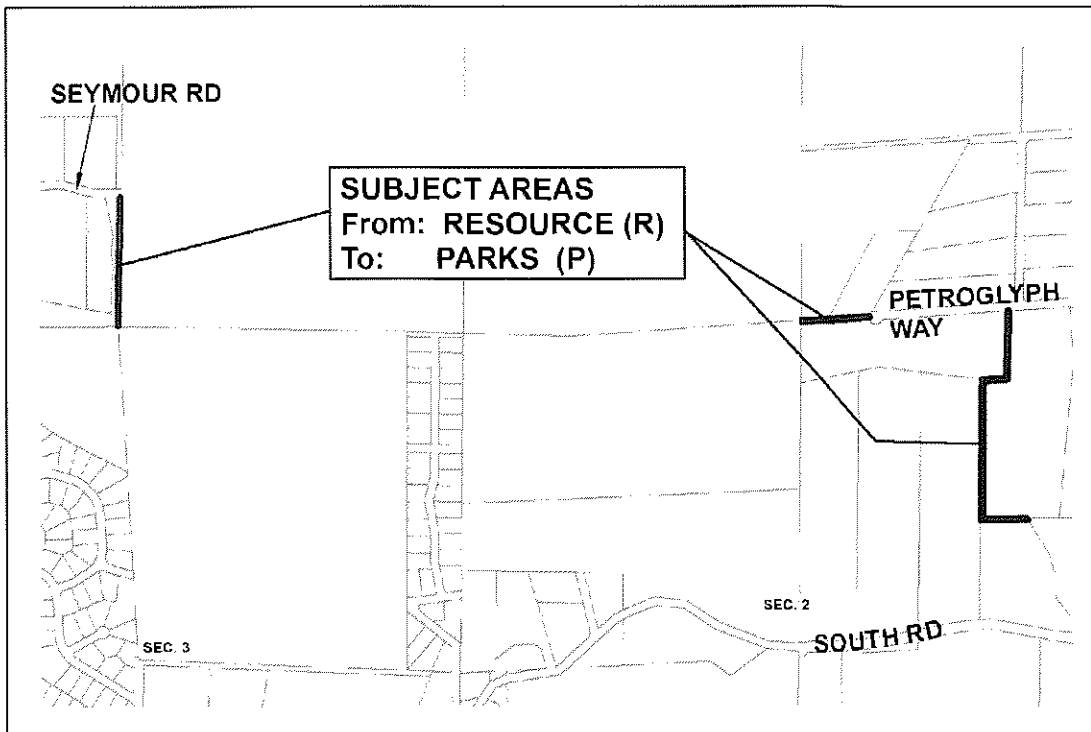 SEYMOUR RD
SUBJECT AREAS
From: RESOURCE (R)
To: PARKS (P)
PETROGLYPH
WAY
SEC. 2
SOUTH RD
SEC. 3